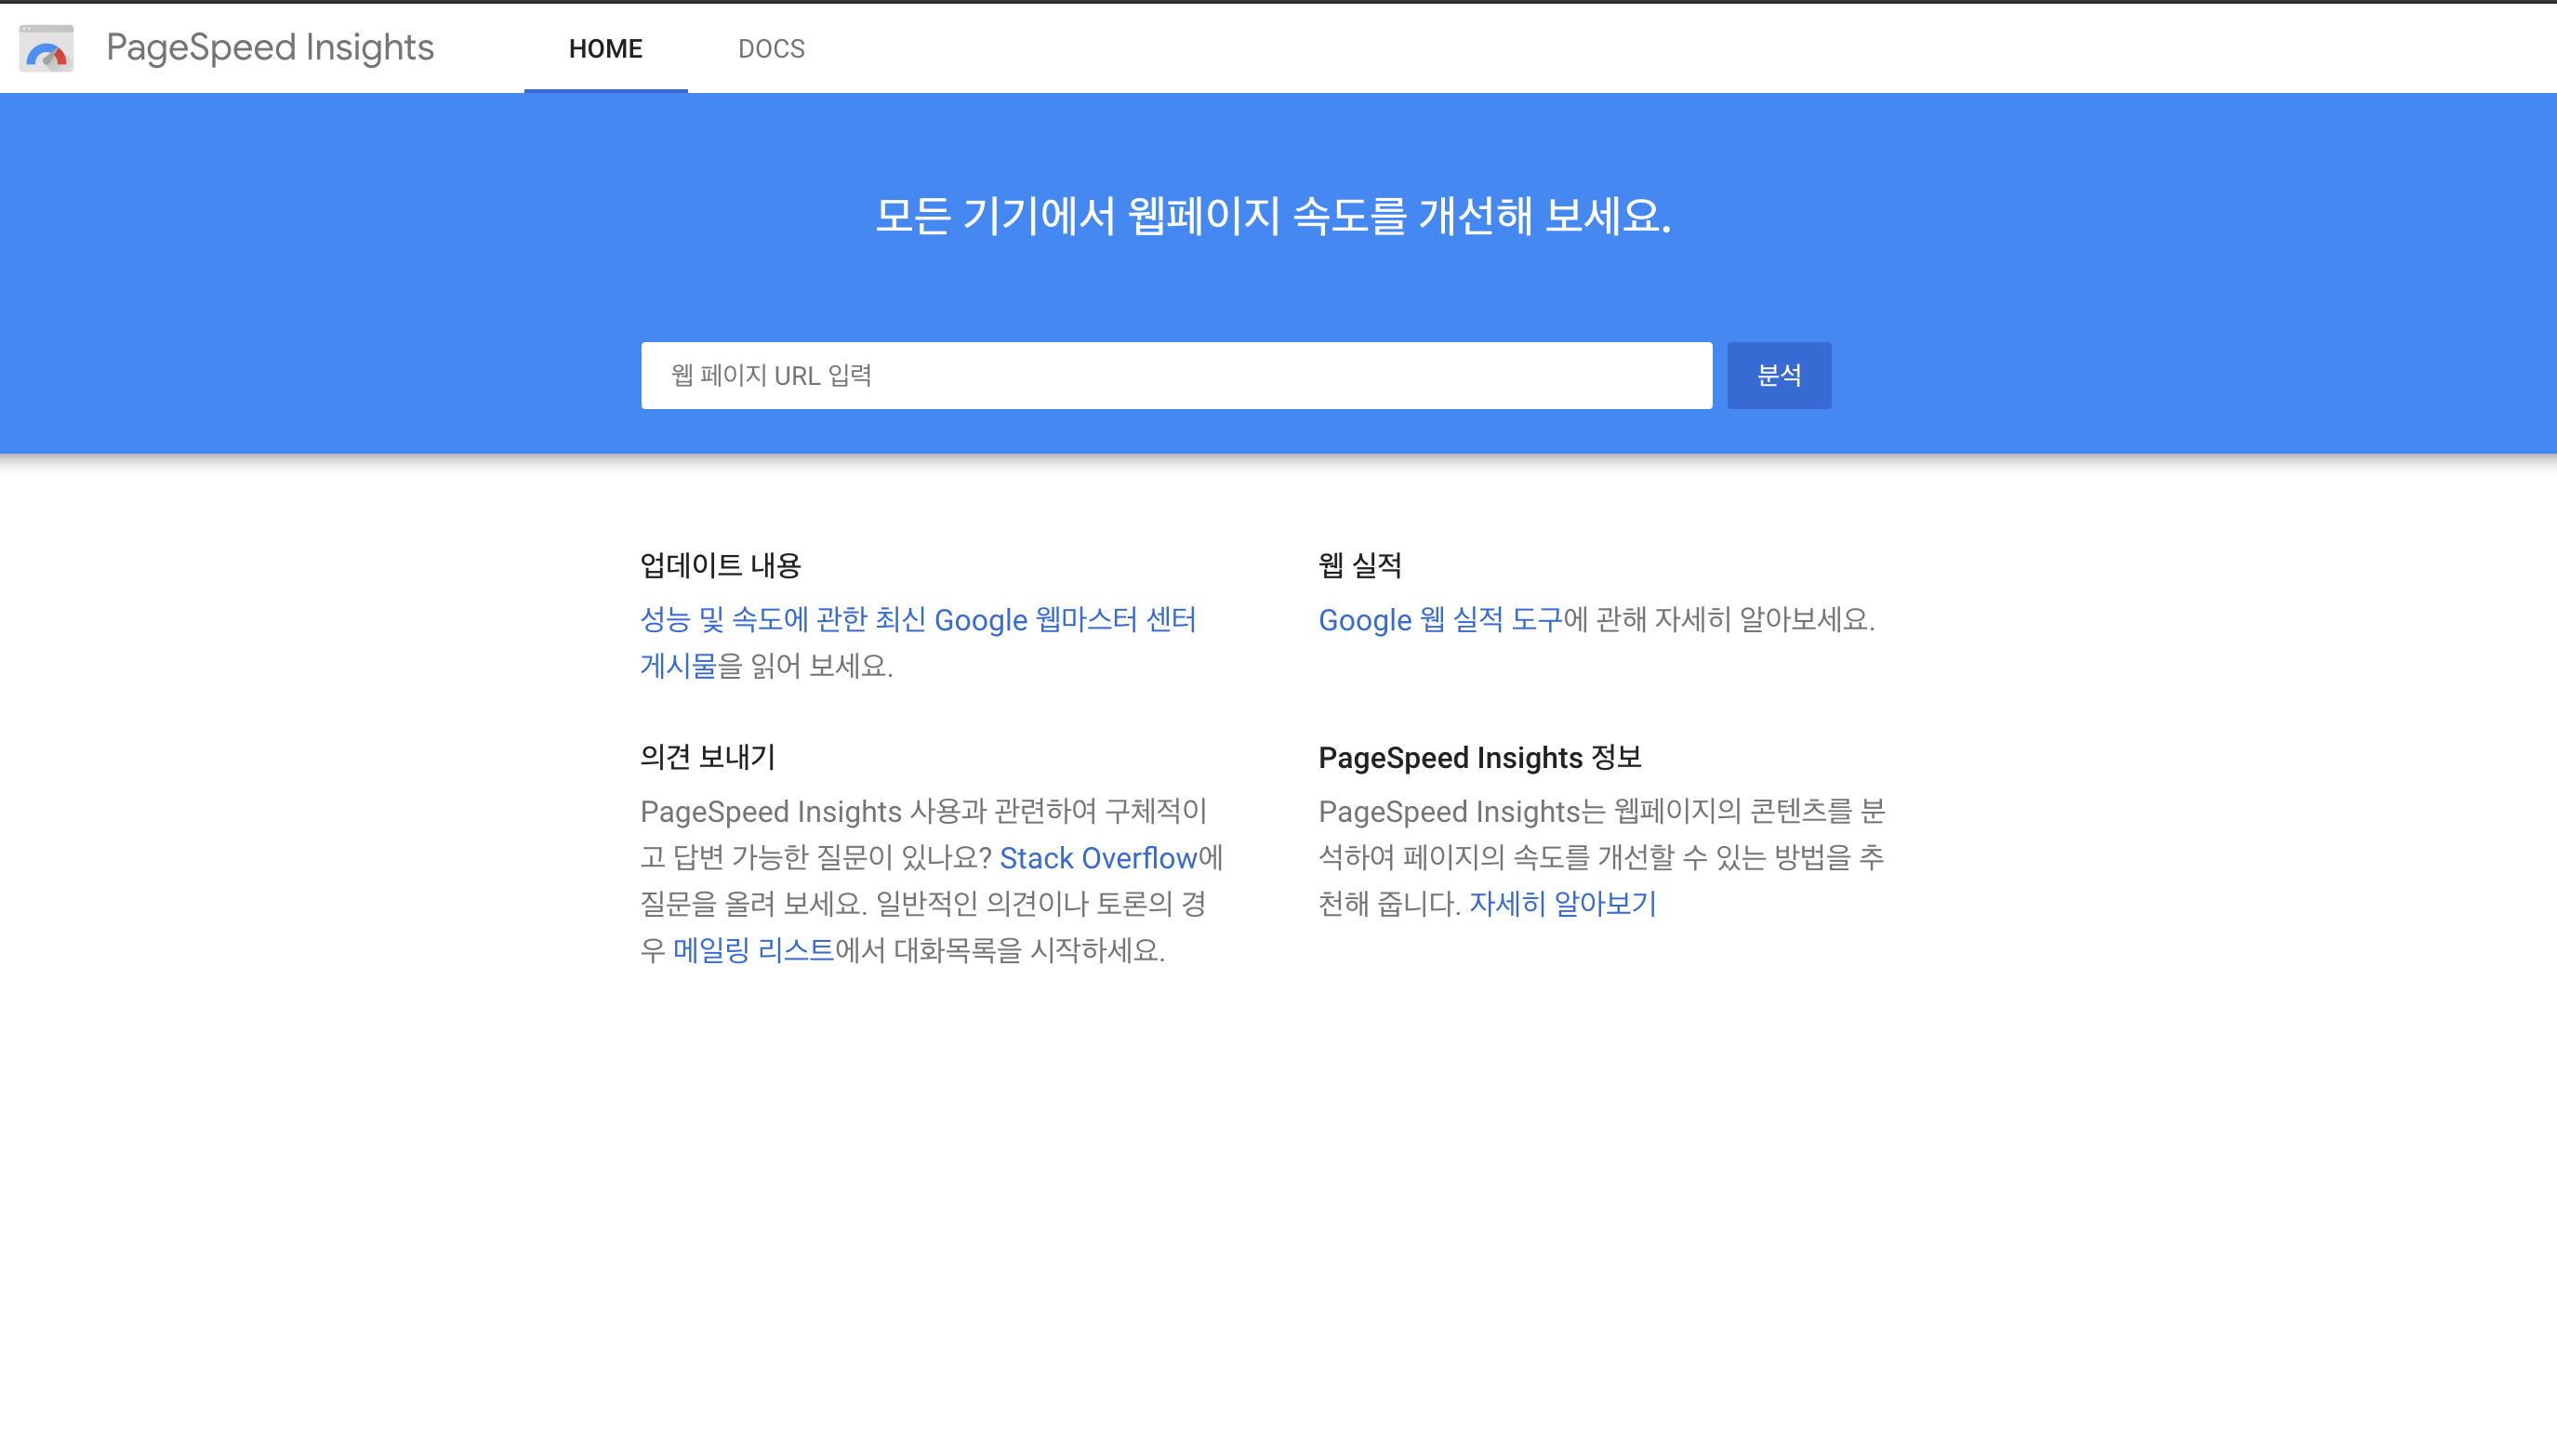 PageSpeed Insights
HOME
DOCS
모든 기기에서 웹페이지 속도를 개선해 보세요.
웹 페이지 URL 입력
분석
업데이트 내용
성능 및 속도에 관한 최신 Google 웹마스터 센터
게시물을 읽어 보세요.
웹 실적
Google 웹 실적 도구에 관해 자세히 알아보세요.
의견 보내기
PageSpeed Insights 사용과 관련하여 구체적이
고 답변 가능한 질문이 있나요? Stack Overflow에
질문을 올려 보세요. 일반적인 의견이나 토론의 경
우 메일링 리스트에서 대화목록을 시작하세요.
PageSpeed Insights 정보
PageSpeed Insights는 웹페이지의 콘텐츠를 분
석하여 페이지의 속도를 개선할 수 있는 방법을 추
천해 줍니다. 자세히 알아보기